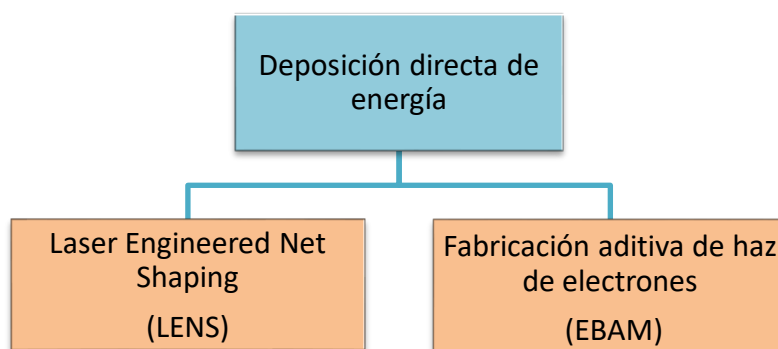 Deposición directa de
energía
Laser Engineered Net
Shaping
(LENS)
Fabricación aditiva de haz
de electrones
(EBAM)